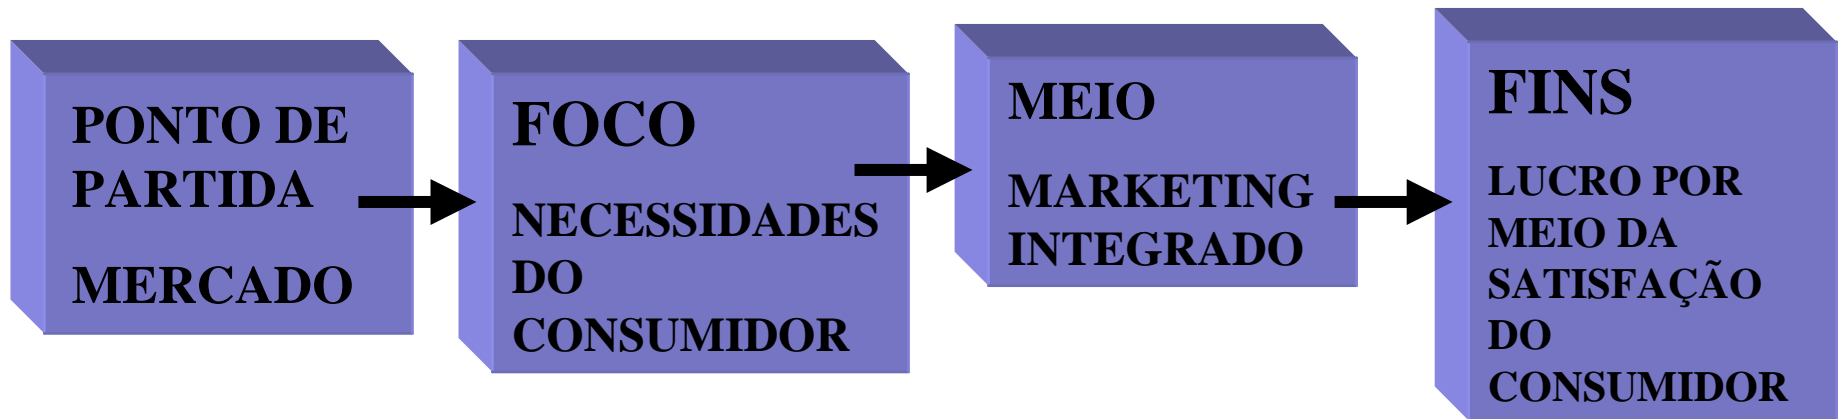 PONTO DE
PARTIDA
MERCADO
FOCO
NECESSIDADES
DO
CONSUMIDOR
MEIO
MARKETING
INTEGRADO
FINS
LUCRO POR
MEIO DA
SATISFAÇÃO
DO
CONSUMIDOR